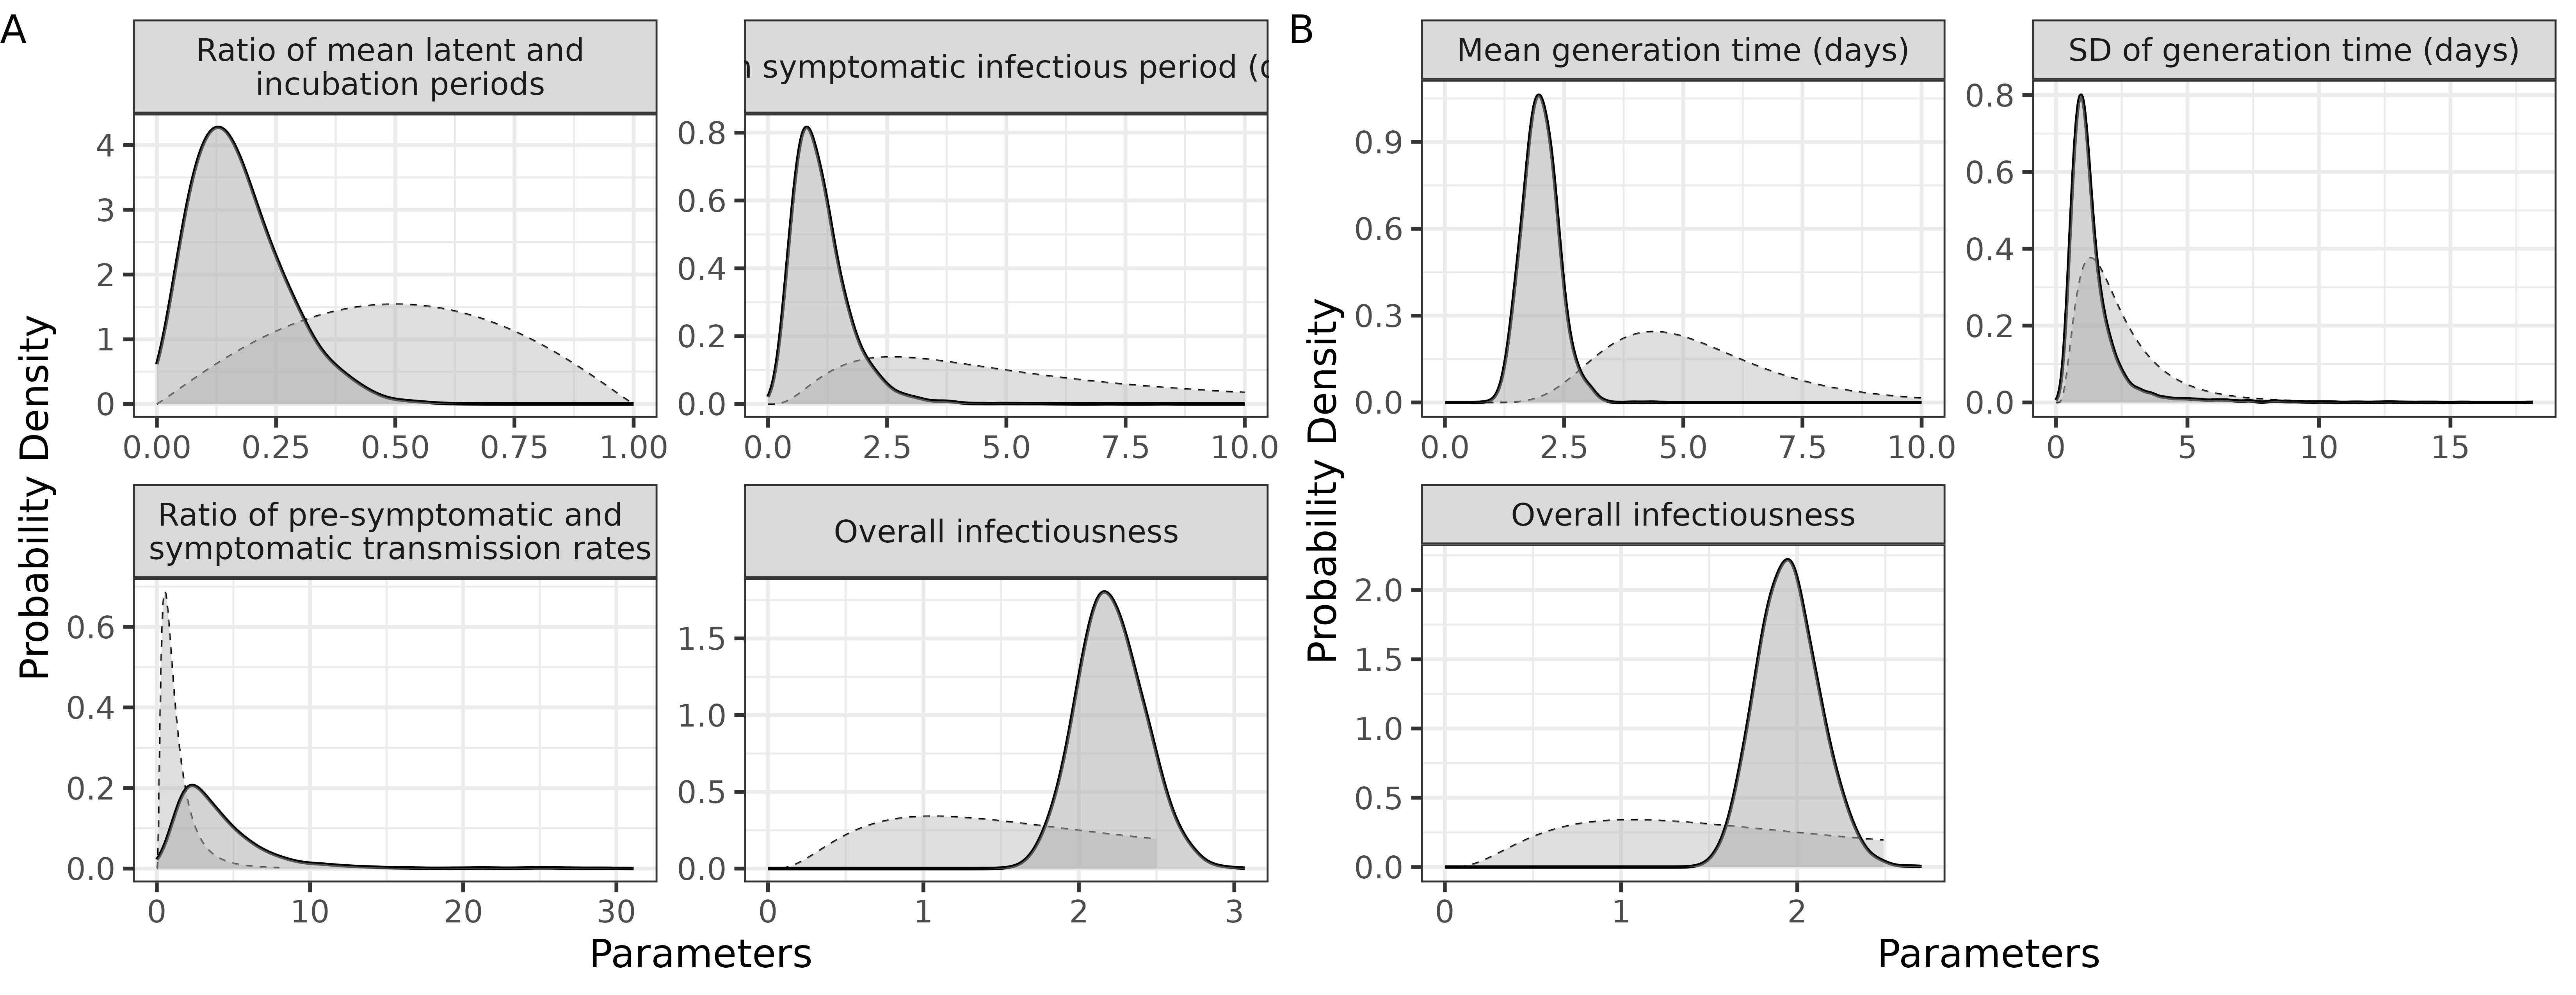 A
Ratio of mean latent and
incubation periods
symptomatic infectious period
B
Mean generation time (days)
SD of generation time (days)
Probability Density
4
3
2
1
0
0.00 0.25 0.50 0.75 1.00
0.8
0.6
0.4
0.2
0.0
0.0 2.5 5.0 7.5 10.0
Probability Density
0.9
0.6
0.3
0.0
0.0 2.5 5.0 7.5 10.0
0.8
0.6
0.4
0.2
0.0
0 5 10 15
Ratio of pre-symptomatic and
symptomatic transmission rates
Overall infectiousness
Overall infectiousness
0.6
0.4
0.2
0.0
0 10 20 30
1.5
1.0
0.5
0.0
0 1 2 3
2.0
1.5
1.0
0.5
0.0
0 1 2
Parameters
Parameters